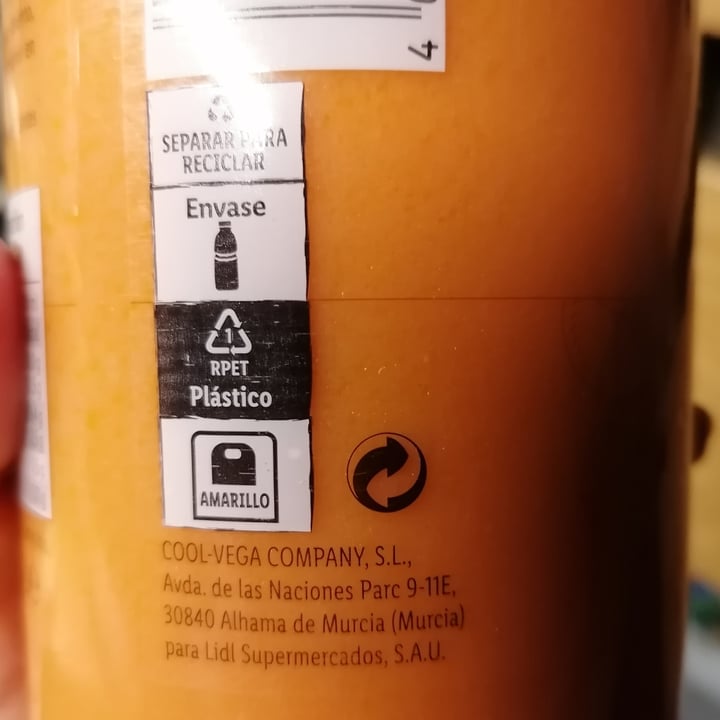 4
SEPARAR PARA
RECICLAR
Envase
1
RPET
Plástico
AMARILLO
COOL-VEGA COMPANY, S.L.,
Avda. de las Naciones Parc 9-11E,
30840 Alhama de Murcia (Murcia)
para Lidl Supermercados, S.A.U.